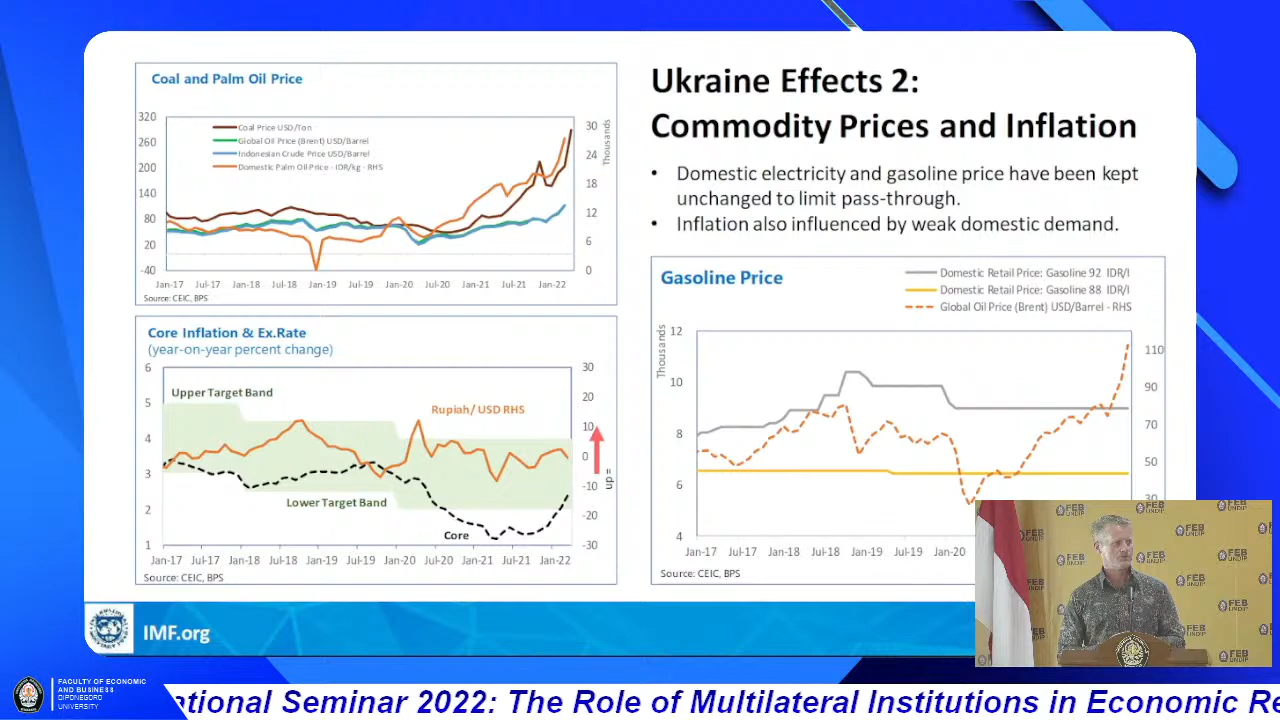 Coal and Palm Oil Price
320
260
200
140
80
20
-40
30
24
18
12
6
0
Thousands
Coal Price USD/Ton
Global Oil Price (Brent) USD/Barrel
Indonesian Crude Price USD/Barrel
Domestic Palm Oil Price - IDR/kg - RHS
Jan-17 Jul-17 Jan-18 Jul-18 Jan-19 Jul-19 Jan-20 Jul-20 Jan-21 Jul-21 Jan-22
Source: CEIC, BPS
Core Inflation & Ex.Rate
(year-on-year percent change)
6
5
4
3
2
1
30
20
10
0
-10
-20
-30
Upper Target Band
Rupiah/ USD RHS
Lower Target Band
Core
= up
Jan-17 Jul-17 Jan-18 Jul-18 Jan-19 Jul-19 Jan-20 Jul-20 Jan-21 Jul-21 Jan-22
Source: CEIC, BPS
Ukraine Effects 2:
Commodity Prices and Inflation
• Domestic electricity and gasoline price have been kept
unchanged to limit pass-through.
• Inflation also influenced by weak domestic demand.
Gasoline Price
Domestic Retail Price: Gasoline 92 IDR/l
Domestic Retail Price: Gasoline 88 IDR/l
Global Oil Price (Brent) USD/Barrel - RHS
Thousands
12
10
8
6
4
110
90
70
50
30
Jan-17 Jul-17 Jan-18 Jul-18 Jan-19 Jul-19 Jan-20
Source: CEIC, BPS
FEB
UNDIP
IMF.org
FACULTY OF ECONOMIC
AND BUSINESS
DIPONEGORO
UNIVERSITY
ational Seminar 2022: The Role of Multilateral Institutions in Economic Re